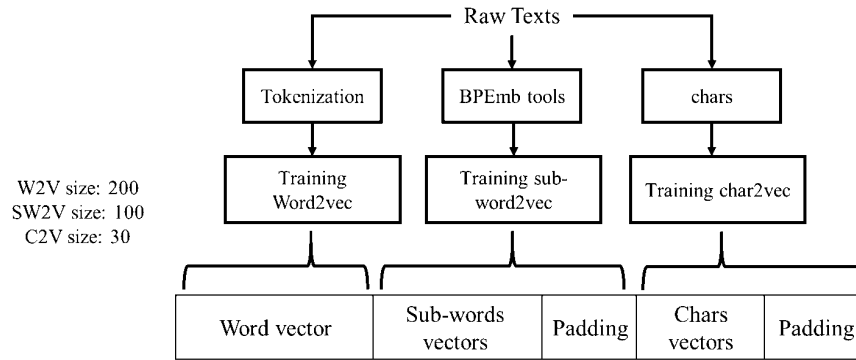 Raw Texts
Tokenization
BPEmb tools
chars
W2V size: 200
SW2V size: 100
C2V size: 30
Training
Word2vec
Training sub-
word2vec
Training char2vec
Word vector
Sub-words
vectors
Padding
Chars
vectors
Padding